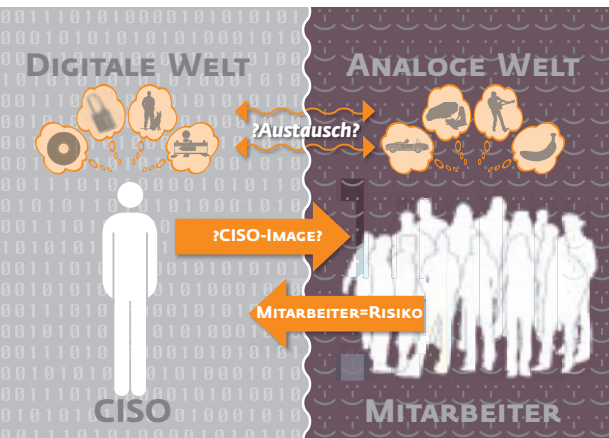 DIGITALE WELT
ANALOGE WELT
?Austausch?
?CISO-IMAGE?
MITARBEITER=RISIKO
CISO
MITARBEITER